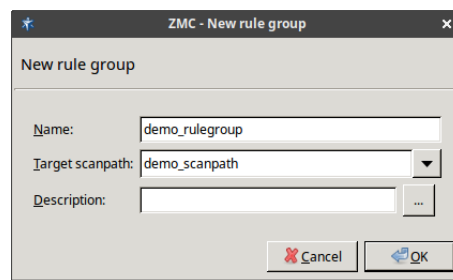 ZMC - New rule group
New rule group
Name: demo_rulegroup
Target scanpath: demo_scanpath
Description: ...
Cancel OK